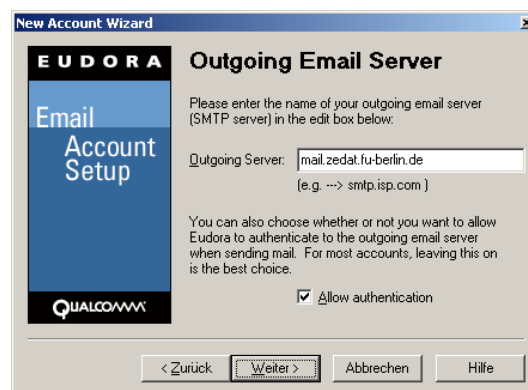 New Account Wizard
EUDORA
Email
Account
Setup
QUALCOMM
Outgoing Email Server
Please enter the name of your outgoing email server
(SMTP server) in the edit box below:
Outgoing Server: mail.zedat.fu-berlin.de
(e.g. ---> smtp.isp.com )
You can also choose whether or not you want to allow
Eudora to authenticate to the outgoing email server
when sending mail. For most accounts, leaving this on
is the best choice.
Allow authentication
< Zurück Weiter > Abbrechen Hilfe